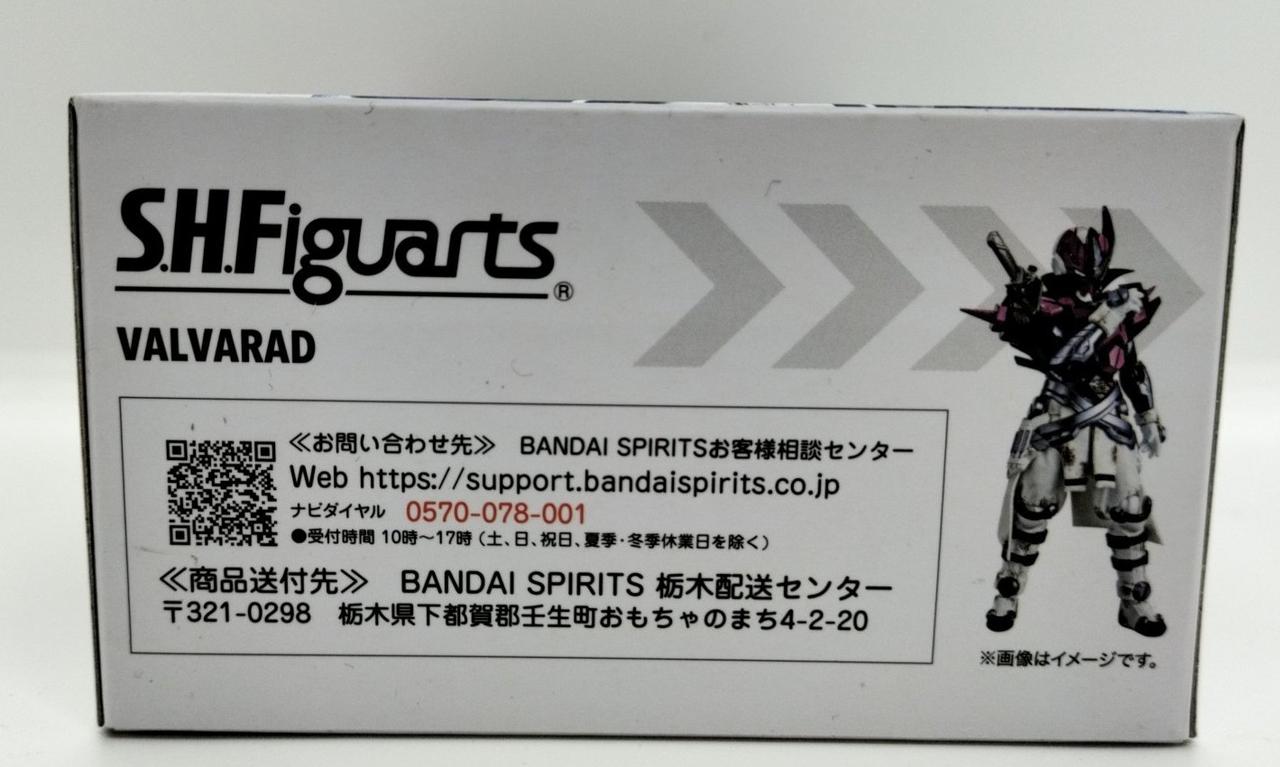 S.H.Figuarts®
VALVARAD
≪お問い合わせ先≫ BANDAI SPIRITSお客様相談センター
Web https://support.bandaispirits.co.jp
ナビダイヤル 0570-078-001
●受付時間 10時～17時（土、日、祝日、夏季・冬季休業日を除く）
≪商品送付先≫ BANDAI SPIRITS 栃木配送センター
〒321-0298 栃木県下都賀郡壬生町おもちゃのまち4-2-20
※画像はイメージです。